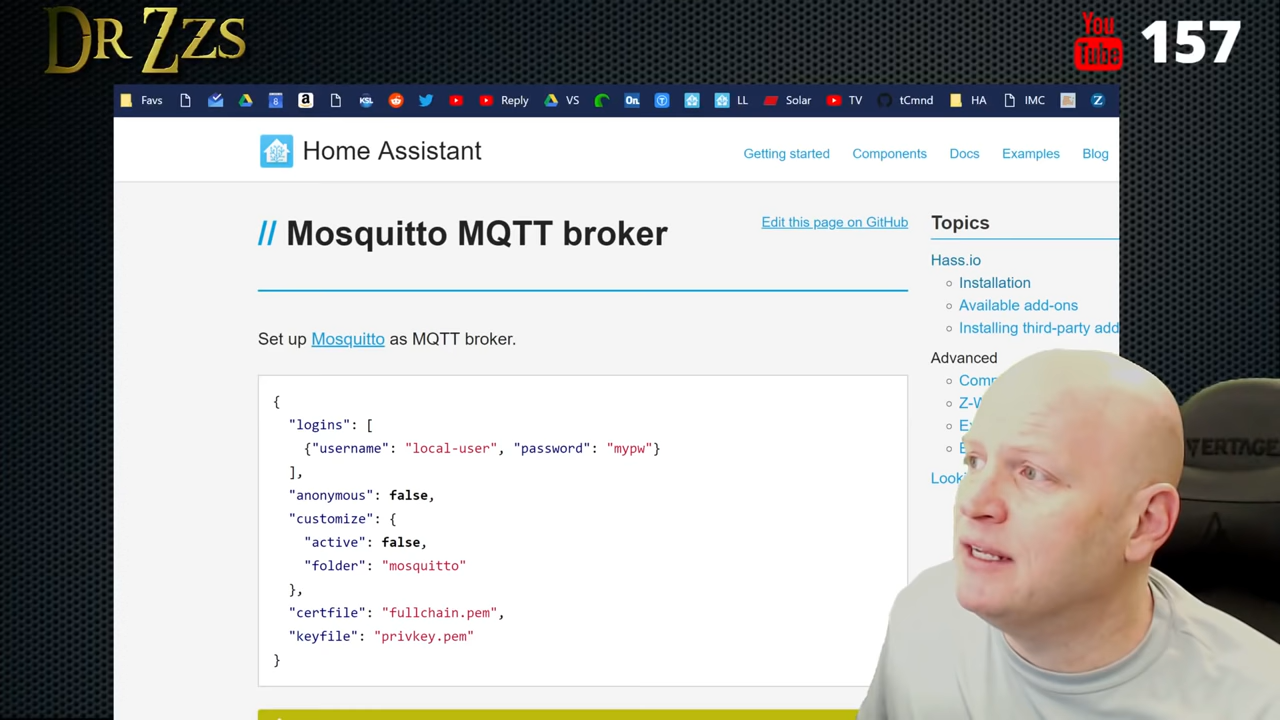 DR ZZS
You
Tube
157
Favs
8
a
KSL
Reply
VS
On
LL
Solar
TV
tCmnd
HA
IMC
Z
Home Assistant
Getting started
Components
Docs
Examples
Blog
// Mosquitto MQTT broker
Edit this page on GitHub
Topics
Hass.io
Installation
Available add-ons
Installing third-party add
Set up Mosquitto as MQTT broker.
Advanced
{
"logins": [
{"username": "local-user", "password": "mypw"}
],
"anonymous": false,
"customize": {
"active": false,
"folder": "mosquitto"
},
"certfile": "fullchain.pem",
"keyfile": "privkey.pem"
}
VERTAGE